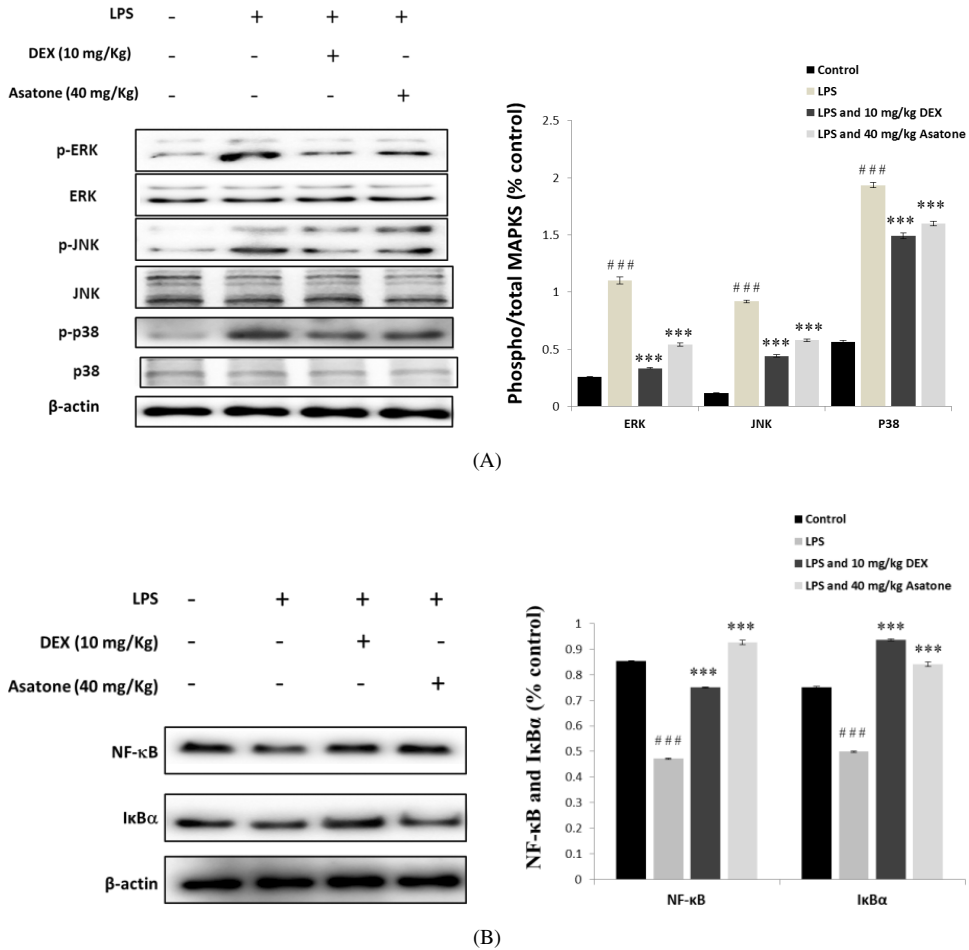 LPS - + + +
DEX (10 mg/Kg) - - + -
Asatone (40 mg/Kg) - - - +
p-ERK
ERK
p-JNK
JNK
p-p38
p38
β-actin
Control
LPS
LPS and 10 mg/kg DEX
LPS and 40 mg/kg Asatone
Phospho/total MAPKS (% control)
2.5
2
1.5
1
0.5
0
###
***
***
###
***
***
###
***
***
ERK JNK P38
(A)
LPS - + + +
DEX (10 mg/Kg) - - + -
Asatone (40 mg/Kg) - - - +
NF-κB
IκBα
β-actin
Control
LPS
LPS and 10 mg/kg DEX
LPS and 40 mg/kg Asatone
NF-κB and IκBα (% control)
1
0.9
0.8
0.7
0.6
0.5
0.4
0.3
0.2
0.1
0
###
***
***
###
***
***
NF-κB IκBα
(B)